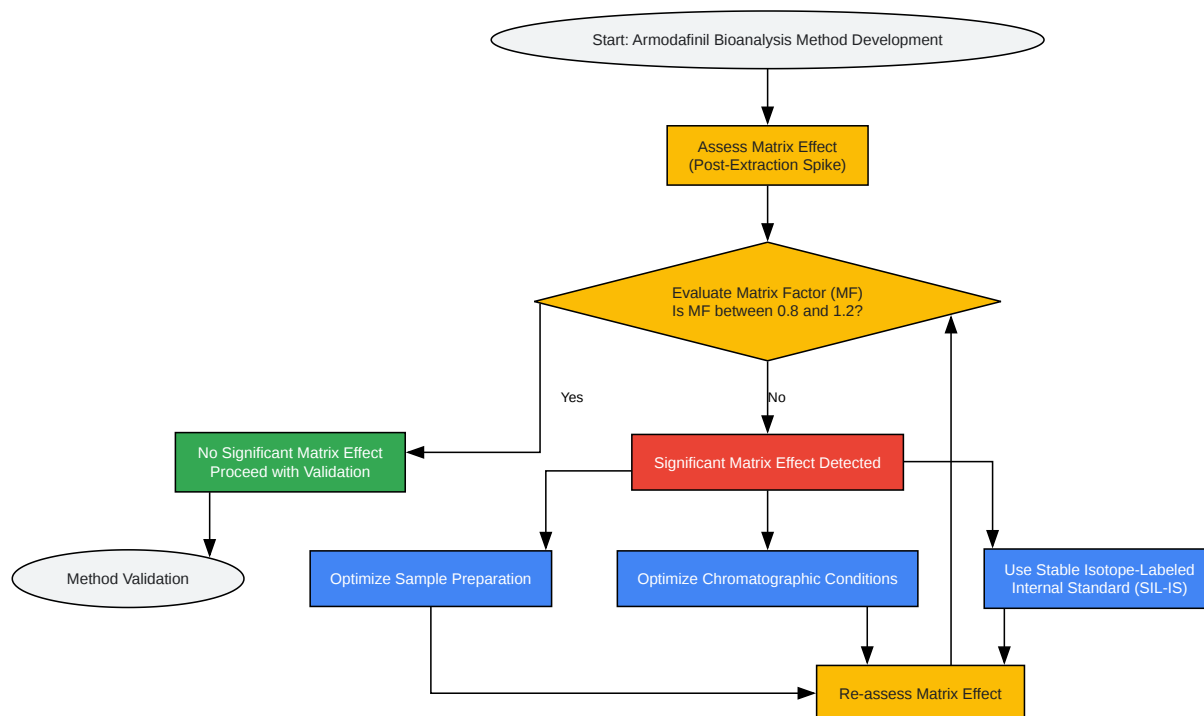 Start: Armodafinil Bioanalysis Method Development
Assess Matrix Effect
(Post-Extraction Spike)
Evaluate Matrix Factor (MF)
Is MF between 0.8 and 1.2?
Yes
No
No Significant Matrix Effect
Proceed with Validation
Significant Matrix Effect Detected
Method Validation
Optimize Sample Preparation
Optimize Chromatographic Conditions
Use Stable Isotope-Labeled
Internal Standard (SIL-IS)
Re-assess Matrix Effect